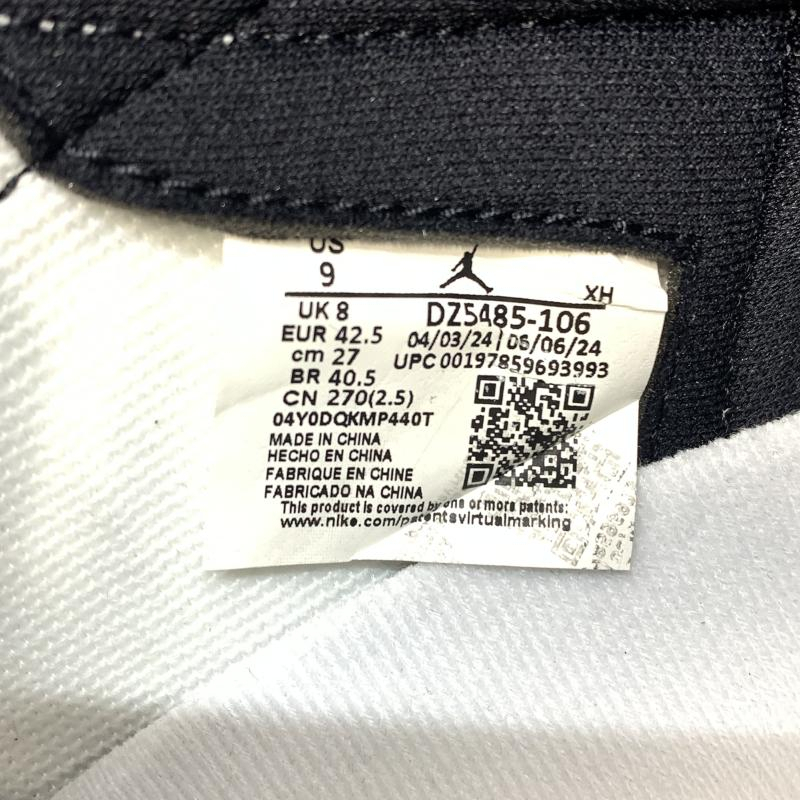 US
9
XH
UK 8
DZ5485-106
EUR 42.5
04/03/24 | 06/06/24
cm 27
UPC 00197859693993
BR 40.5
CN 270(2.5)
04Y0DQKMP440T
MADE IN CHINA
HECHO EN CHINA
FABRIQUE EN CHINE
FABRICADO NA CHINA
This product is covered by one or more patents:
www.nike.com/patentsvirtualmarking